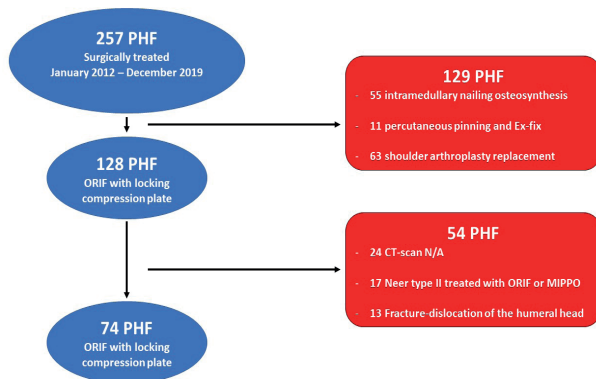 257 PHF
Surgically treated
January 2012 – December 2019
129 PHF
- 55 intramedullary nailing osteosynthesis
- 11 percutaneous pinning and Ex-fix
- 63 shoulder arthroplasty replacement
128 PHF
ORIF with locking
compression plate
54 PHF
- 24 CT-scan N/A
- 17 Neer type II treated with ORIF or MIPPO
- 13 Fracture-dislocation of the humeral head
74 PHF
ORIF with locking
compression plate